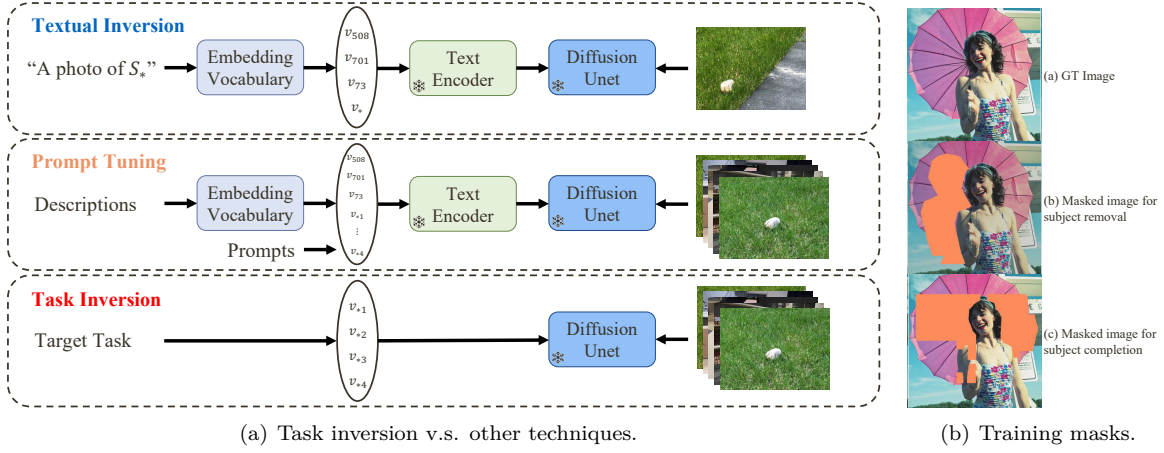 Textual Inversion
“A photo of S*”
Embedding
Vocabulary
v508
v701
v73
v*
Text
Encoder
Diffusion
Unet
Prompt Tuning
Descriptions
Embedding
Vocabulary
Prompts
v508
v701
v73
v*1
⋮
v*4
Text
Encoder
Diffusion
Unet
Task Inversion
Target Task
v*1
v*2
v*3
v*4
Diffusion
Unet
(a) Task inversion v.s. other techniques.
(a) GT Image
(b) Masked image for
subject removal
(c) Masked image for
subject completion
(b) Training masks.